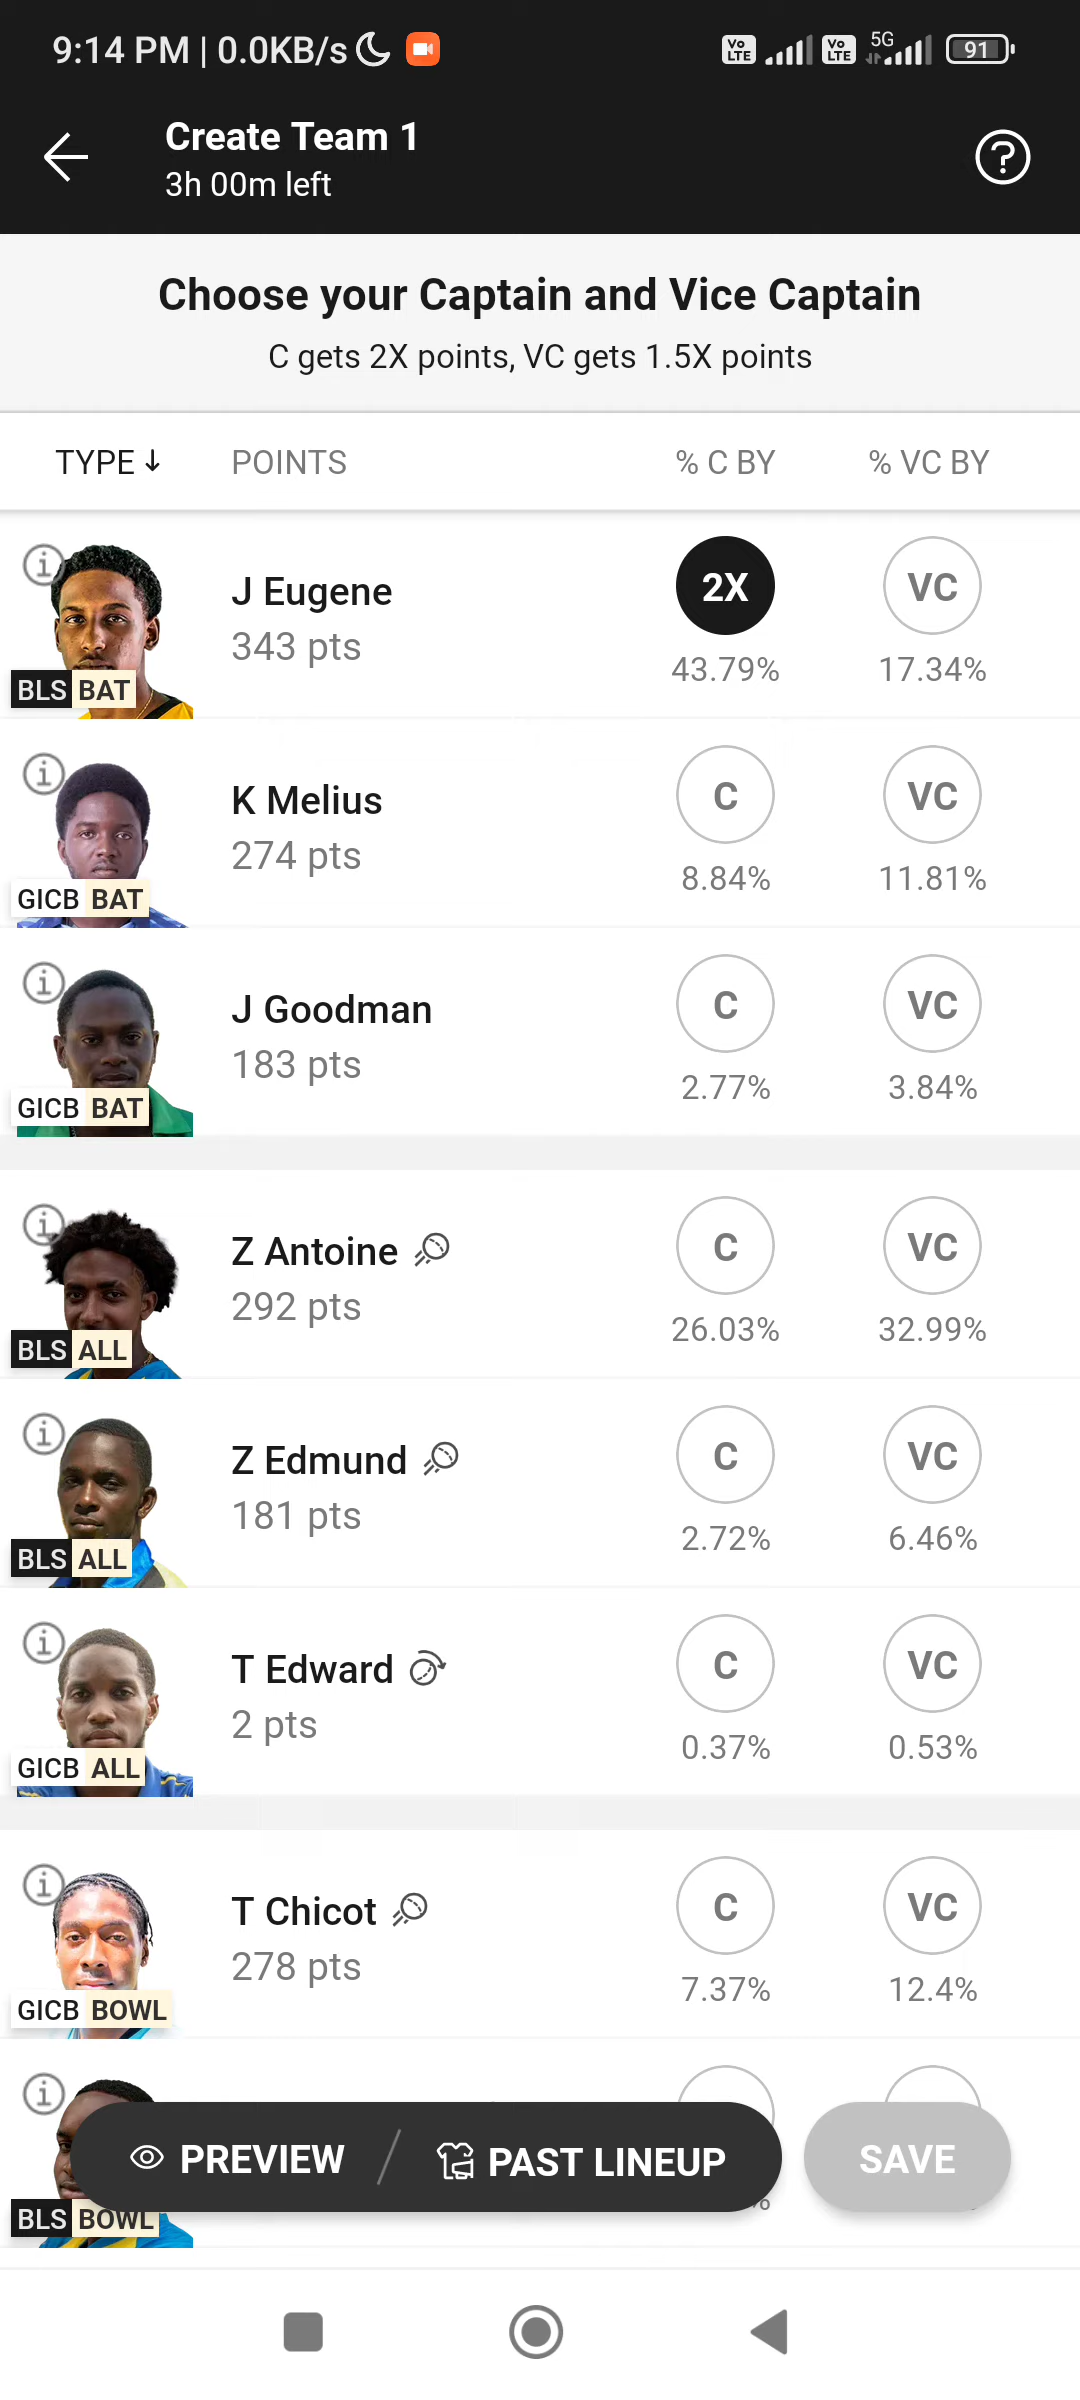 9:14 PM | 0.0KB/s Vo LTE Vo LTE 5G 91
Create Team 1
3h 00m left
Choose your Captain and Vice Captain
C gets 2X points, VC gets 1.5X points
TYPE POINTS % C BY % VC BY
J Eugene 2X VC
343 pts 43.79% 17.34%
BLS BAT
K Melius C VC
274 pts 8.84% 11.81%
GICB BAT
J Goodman C VC
183 pts 2.77% 3.84%
GICB BAT
Z Antoine C VC
292 pts 26.03% 32.99%
BLS ALL
Z Edmund C VC
181 pts 2.72% 6.46%
BLS ALL
T Edward C VC
2 pts 0.37% 0.53%
GICB ALL
T Chicot C VC
278 pts 7.37% 12.4%
GICB BOWL
PREVIEW PAST LINEUP SAVE
BLS BOWL